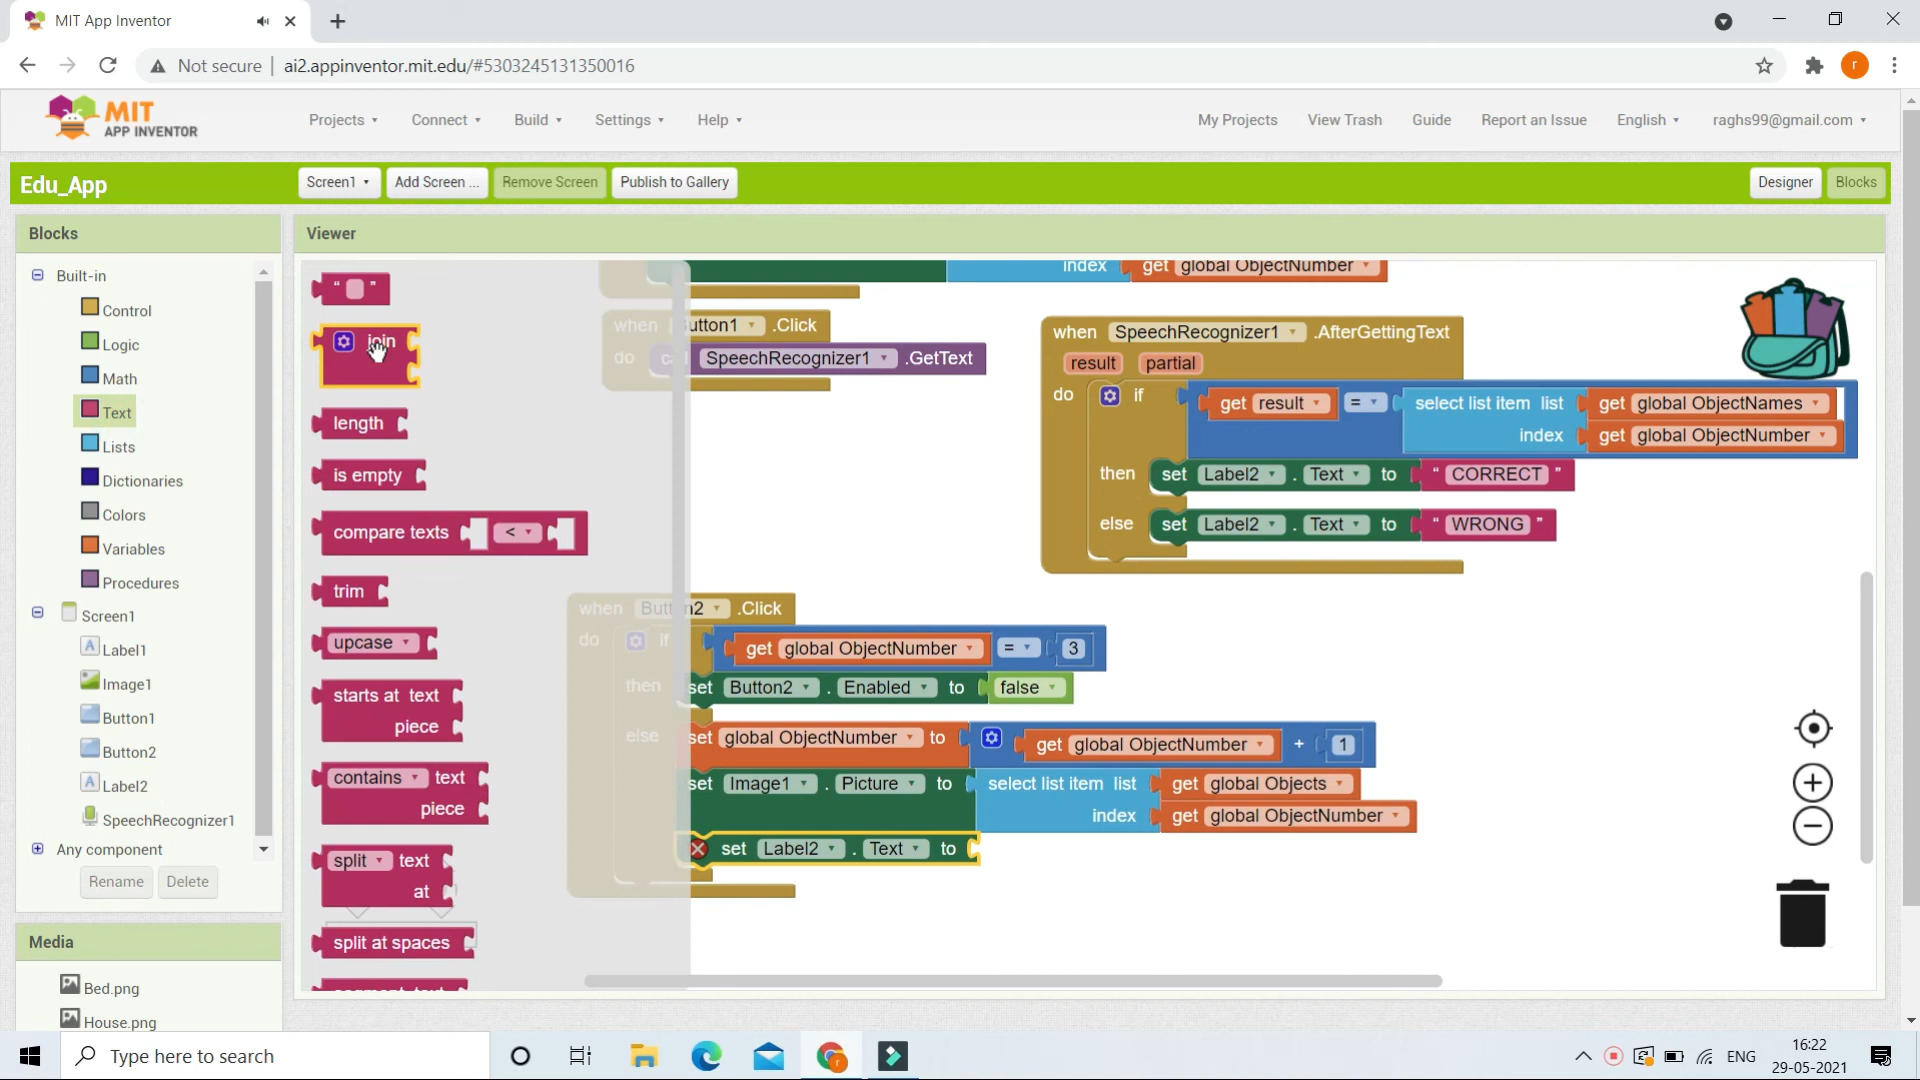 MIT App Inventor
Not secure | ai2.appinventor.mit.edu/#5303245131350016
r
MIT
APP INVENTOR
Projects
Connect
Build
Settings
Help
My Projects
View Trash
Guide
Report an Issue
English
raghs99@gmail.com
Edu_App
Screen1
Add Screen ...
Remove Screen
Publish to Gallery
Designer
Blocks
Blocks
Built-in
Control
Logic
Math
Text
Lists
Dictionaries
Colors
Variables
Procedures
Screen1
Label1
Image1
Button1
Button2
Label2
SpeechRecognizer1
Any component
Rename
Delete
Media
Bed.png
House.png
Viewer
“ ”
join
length
is empty
compare texts <
trim
upcase
starts at text
piece
contains text
piece
split text
at
split at spaces
index get global ObjectNumber
when Button1 .Click
do call SpeechRecognizer1 .GetText
when SpeechRecognizer1 .AfterGettingText
result partial
do if get result = select list item list get global ObjectNames
index get global ObjectNumber
then set Label2 . Text to “ CORRECT ”
else set Label2 . Text to “ WRONG ”
when Button2 .Click
do if get global ObjectNumber = 3
then set Button2 . Enabled to false
else set global ObjectNumber to get global ObjectNumber + 1
set Image1 . Picture to select list item list get global Objects
index get global ObjectNumber
set Label2 . Text to
Type here to search
ENG
16:22
29-05-2021